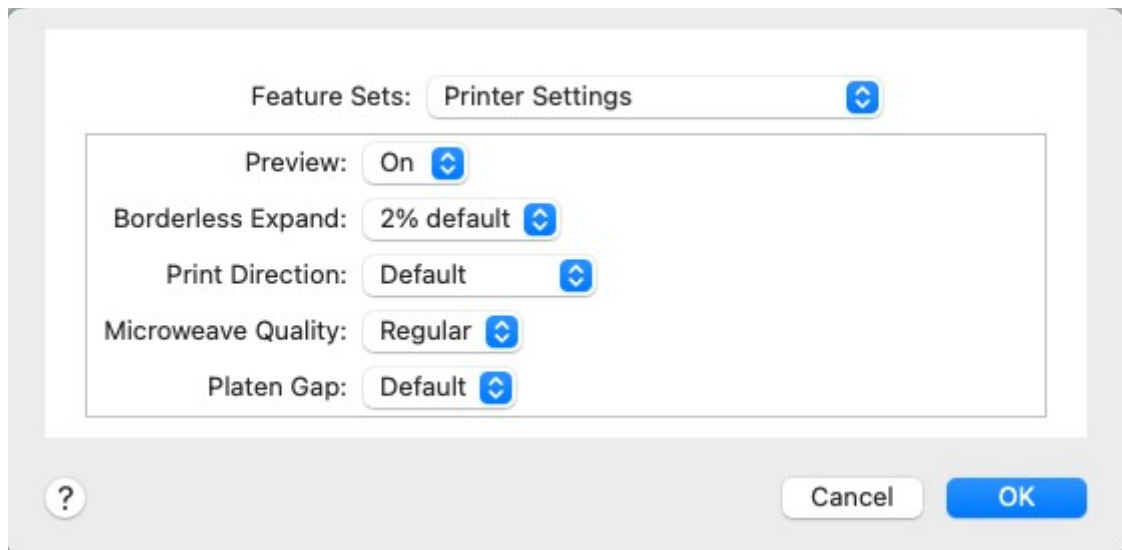 Feature Sets: Printer Settings
Preview: On
Borderless Expand: 2% default
Print Direction: Default
Microweave Quality: Regular
Platen Gap: Default
? Cancel OK